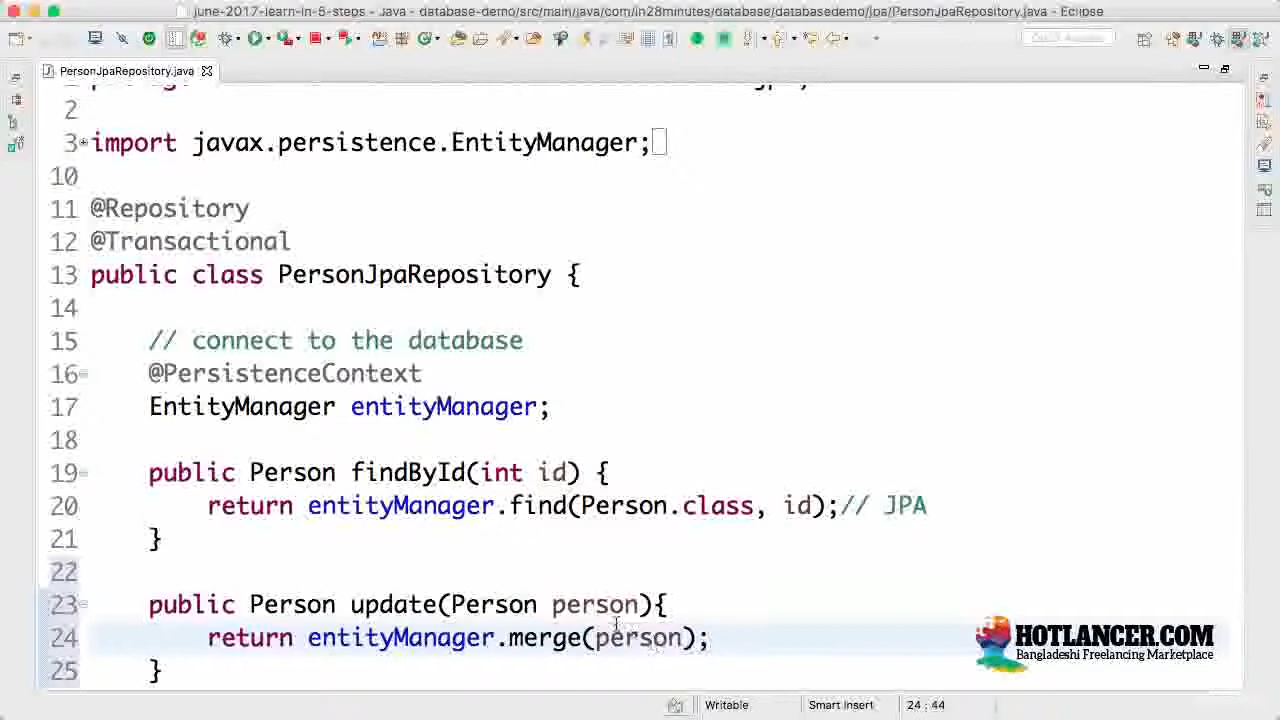 june-2017-learn-in-5-steps - Java - database-demo/src/main/java/com/in28minutes/database/databasedemo/jpa/PersonJpaRepository.java - Eclipse
Quick Access
PersonJpaRepository.java
2
3 import javax.persistence.EntityManager;
10
11 @Repository
12 @Transactional
13 public class PersonJpaRepository {
14
15 // connect to the database
16 @PersistenceContext
17 EntityManager entityManager;
18
19 public Person findById(int id) {
20 return entityManager.find(Person.class, id);// JPA
21 }
22
23 public Person update(Person person){
24 return entityManager.merge(person);
25 }
HOTLANCER.COM
Bangladeshi Freelancing Marketplace
Writable Smart Insert 24 : 44